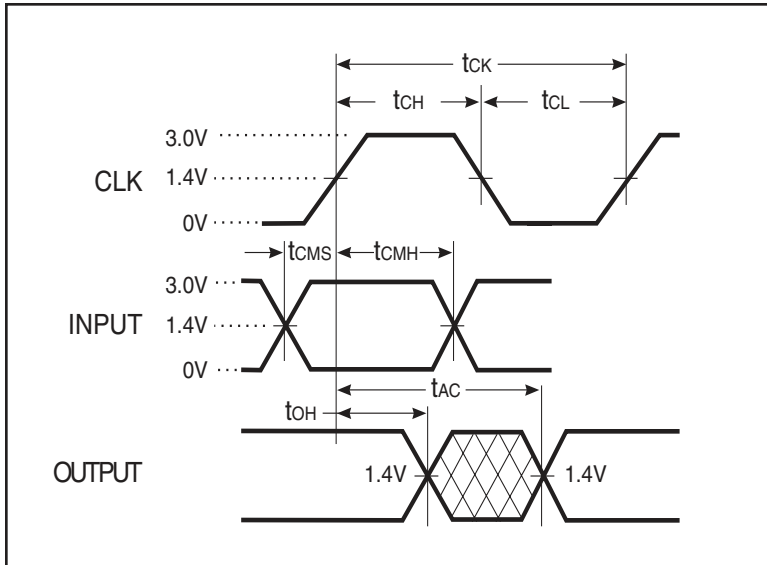 tCK
tCH tCL
3.0V
CLK 1.4V
0V
tCMS tCMH
3.0V
INPUT 1.4V
0V
tAC
tOH
OUTPUT 1.4V 1.4V